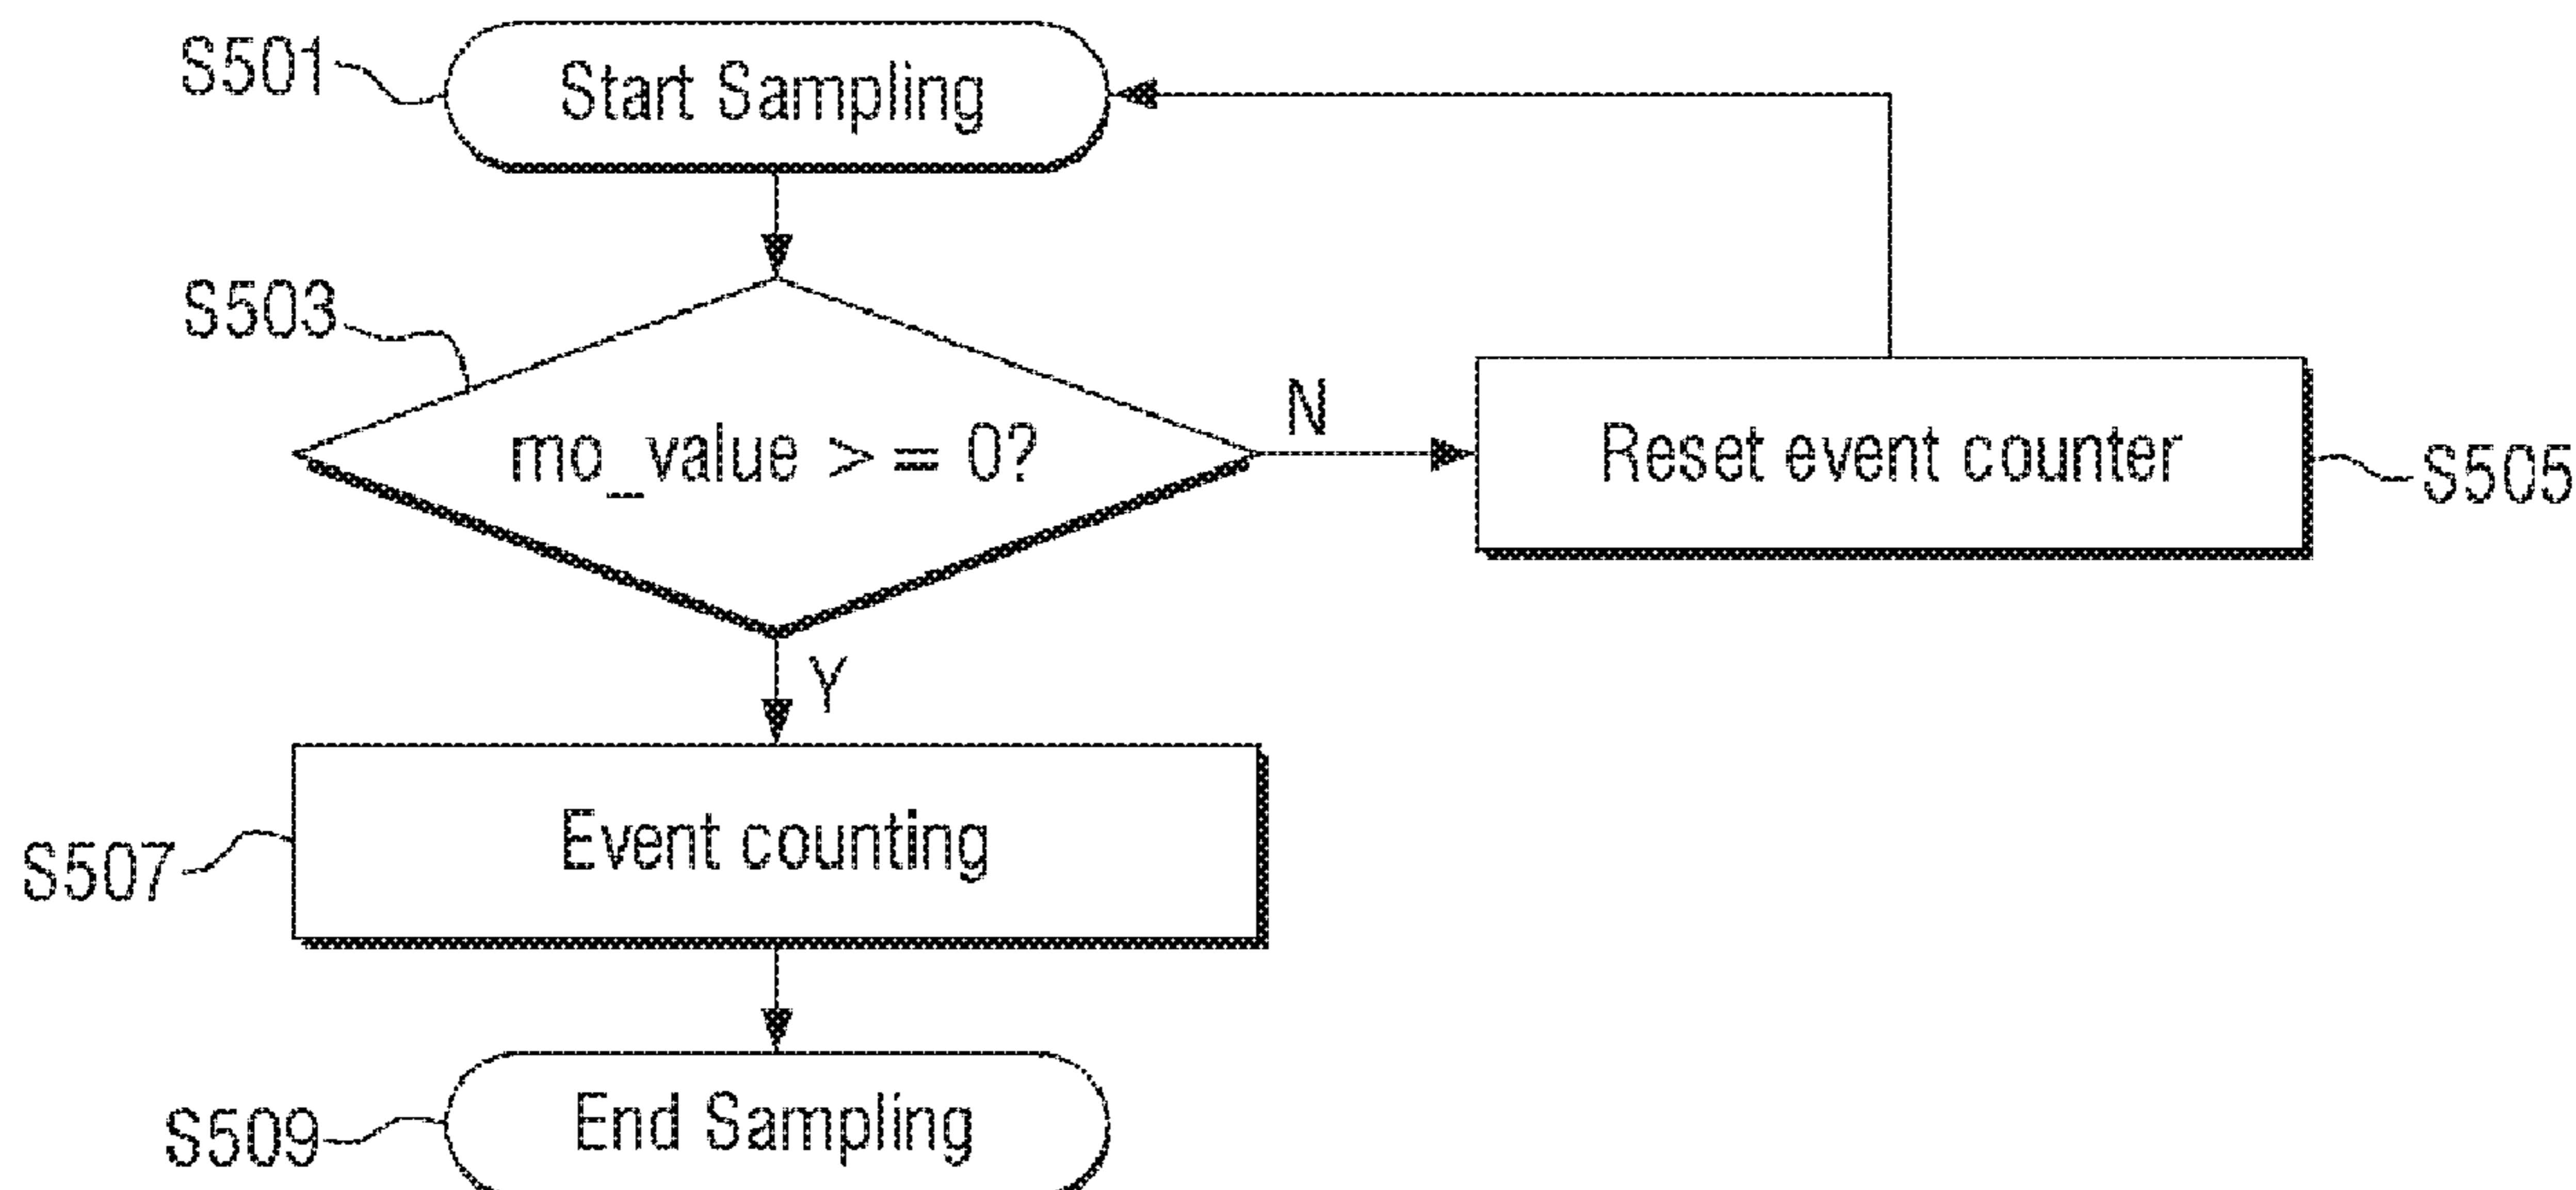 S501
Start Sampling
S503
mo_value > = 0?
N
Reset event counter
S505
Y
Event counting
S507
End Sampling
S509